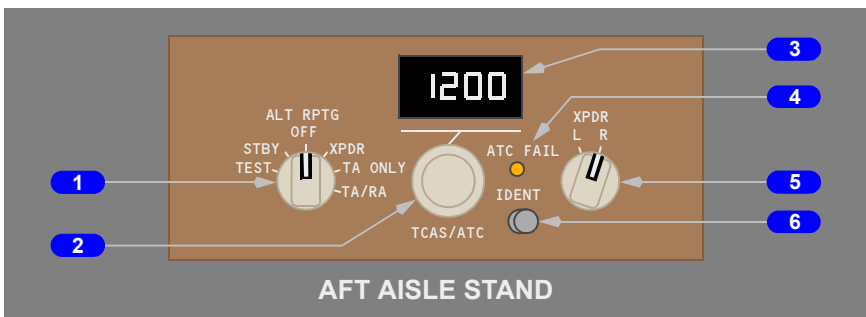 3
1200
4
ALT RPTG
OFF
XPDR
L R
STBY
XPDR
ATC FAIL
TEST
TA ONLY
1
5
TA/RA
IDENT
6
TCAS/ATC
2
AFT AISLE STAND